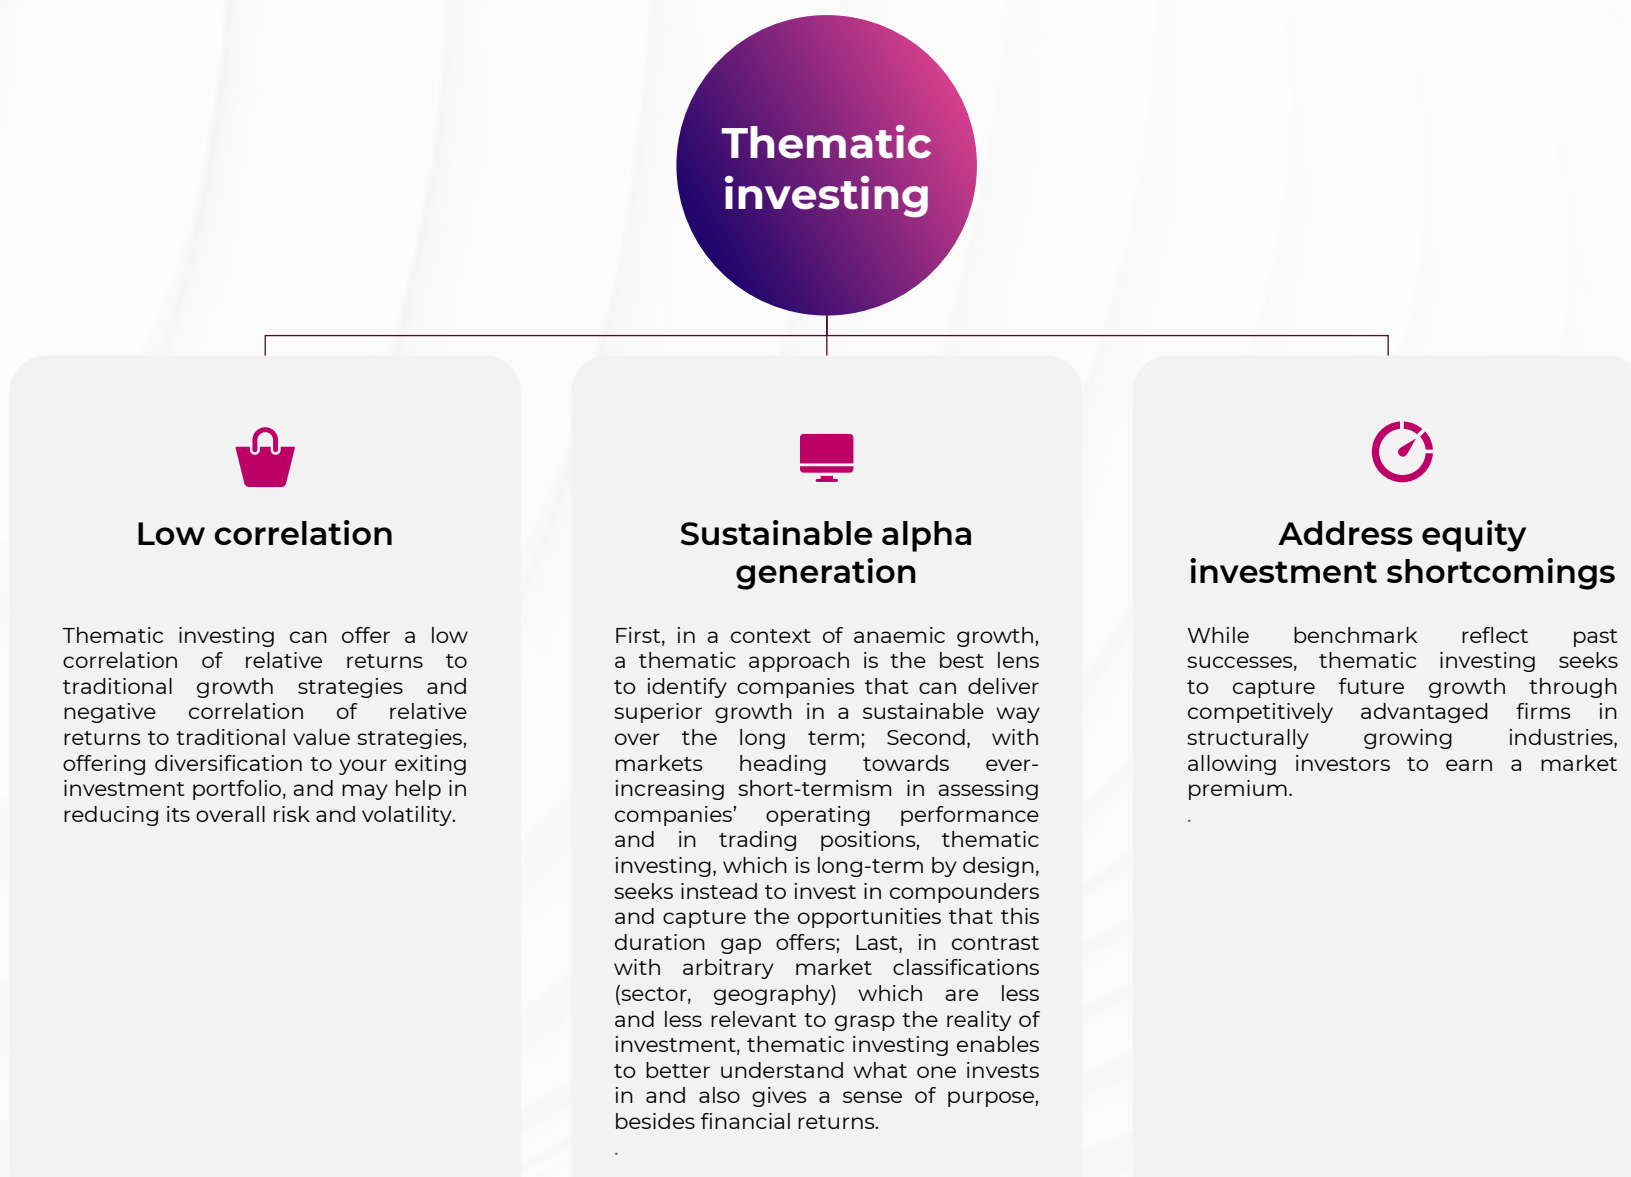 Thematic
investing
Low correlation
Thematic investing can offer a low
correlation of relative returns to
traditional growth strategies and
negative correlation of relative
returns to traditional value strategies,
offering diversification to your exiting
investment portfolio, and may help in
reducing its overall risk and volatility.
Sustainable alpha
generation
First, in a context of anaemic growth,
a thematic approach is the best lens
to identify companies that can deliver
superior growth in a sustainable way
over the long term; Second, with
markets heading towards ever-
increasing short-termism in assessing
companies’ operating performance
and in trading positions, thematic
investing, which is long-term by design,
seeks instead to invest in compounders
and capture the opportunities that this
duration gap offers; Last, in contrast
with arbitrary market classifications
(sector, geography) which are less
and less relevant to grasp the reality of
investment, thematic investing enables
to better understand what one invests
in and also gives a sense of purpose,
besides financial returns.
.
Address equity
investment shortcomings
While benchmark reflect past
successes, thematic investing seeks
to capture future growth through
competitively advantaged firms in
structurally growing industries,
allowing investors to earn a market
premium.
.